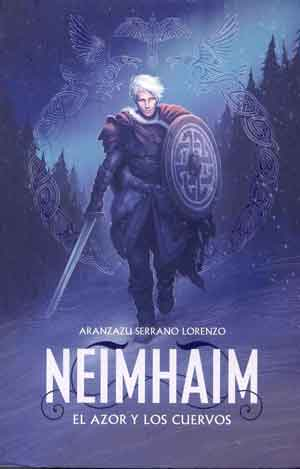 ARANZAZU SERRANO LORENZO
NEIMHAIM
EL AZOR Y LOS CUERVOS